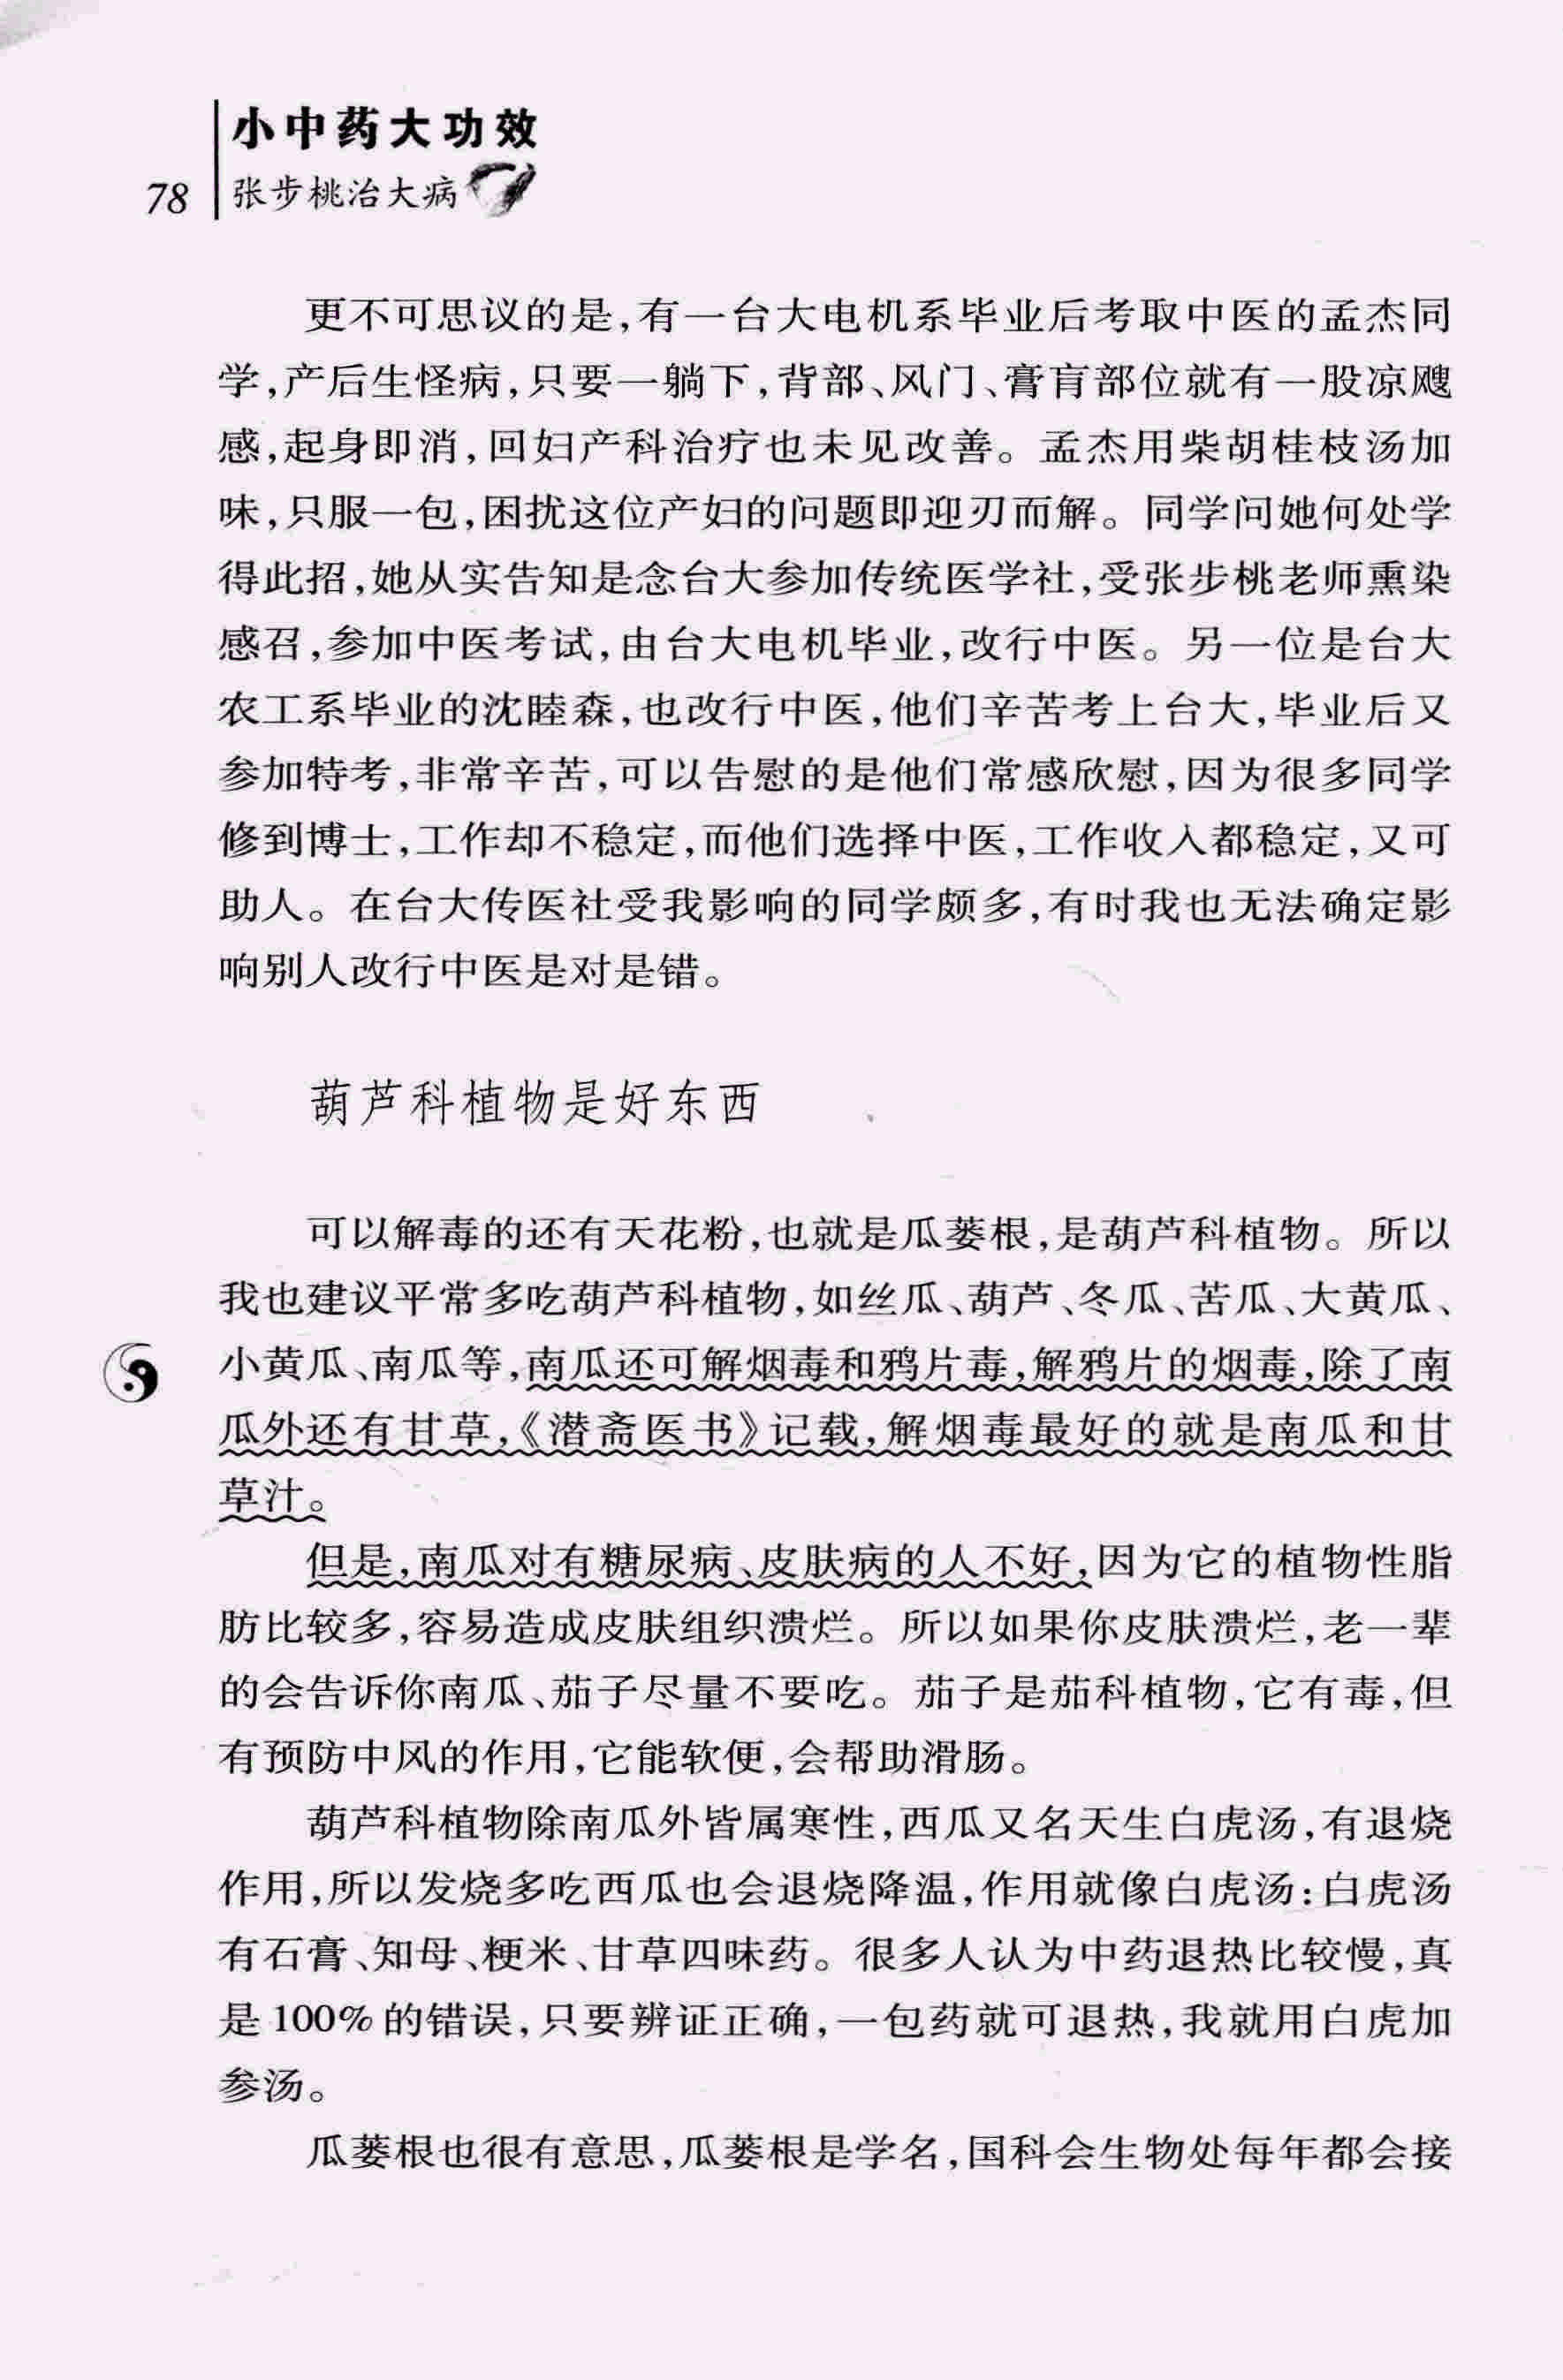 小中药大功效
78 张步桃治大病
更不可思议的是,有一台大电机系毕业后考取中医的孟杰同
学,产后生怪病,只要一躺下,背部、风门、膏肓部位就有一股凉飕
感,起身即消,回妇产科治疗也未见改善。孟杰用柴胡桂枝汤加
味,只服一包,困扰这位产妇的问题即迎刃而解。同学问她何处学
得此招,她从实告知是念台大参加传统医学社,受张步桃老师熏染
感召,参加中医考试,由台大电机毕业,改行中医。另一位是台大
农工系毕业的沈睦森,也改行中医,他们辛苦考上台大,毕业后又
参加特考,非常辛苦,可以告慰的是他们常感欣慰,因为很多同学
修到博士,工作却不稳定,而他们选择中医,工作收入都稳定,又可
助人。在台大传医社受我影响的同学颇多,有时我也无法确定影
响别人改行中医是对是错。
葫芦科植物是好东西
可以解毒的还有天花粉,也就是瓜蒌根,是葫芦科植物。所以
我也建议平常多吃葫芦科植物,如丝瓜、葫芦、冬瓜、苦瓜、大黄瓜、
小黄瓜、南瓜等,南瓜还可解烟毒和鸦片毒,解鸦片的烟毒,除了南
瓜外还有甘草,《潜斋医书》记载,解烟毒最好的就是南瓜和甘
草汁。
但是,南瓜对有糖尿病、皮肤病的人不好,因为它的植物性脂
肪比较多,容易造成皮肤组织溃烂。所以如果你皮肤溃烂,老一辈
的会告诉你南瓜、茄子尽量不要吃。茄子是茄科植物,它有毒,但
有预防中风的作用,它能软便,会帮助滑肠。
葫芦科植物除南瓜外皆属寒性,西瓜又名天生白虎汤,有退烧
作用,所以发烧多吃西瓜也会退烧降温,作用就像白虎汤:白虎汤
有石膏、知母、粳米、甘草四味药。很多人认为中药退热比较慢,真
是100%的错误,只要辨证正确,一包药就可退热,我就用白虎加
参汤。
瓜蒌根也很有意思,瓜蒌根是学名,国科会生物处每年都会接